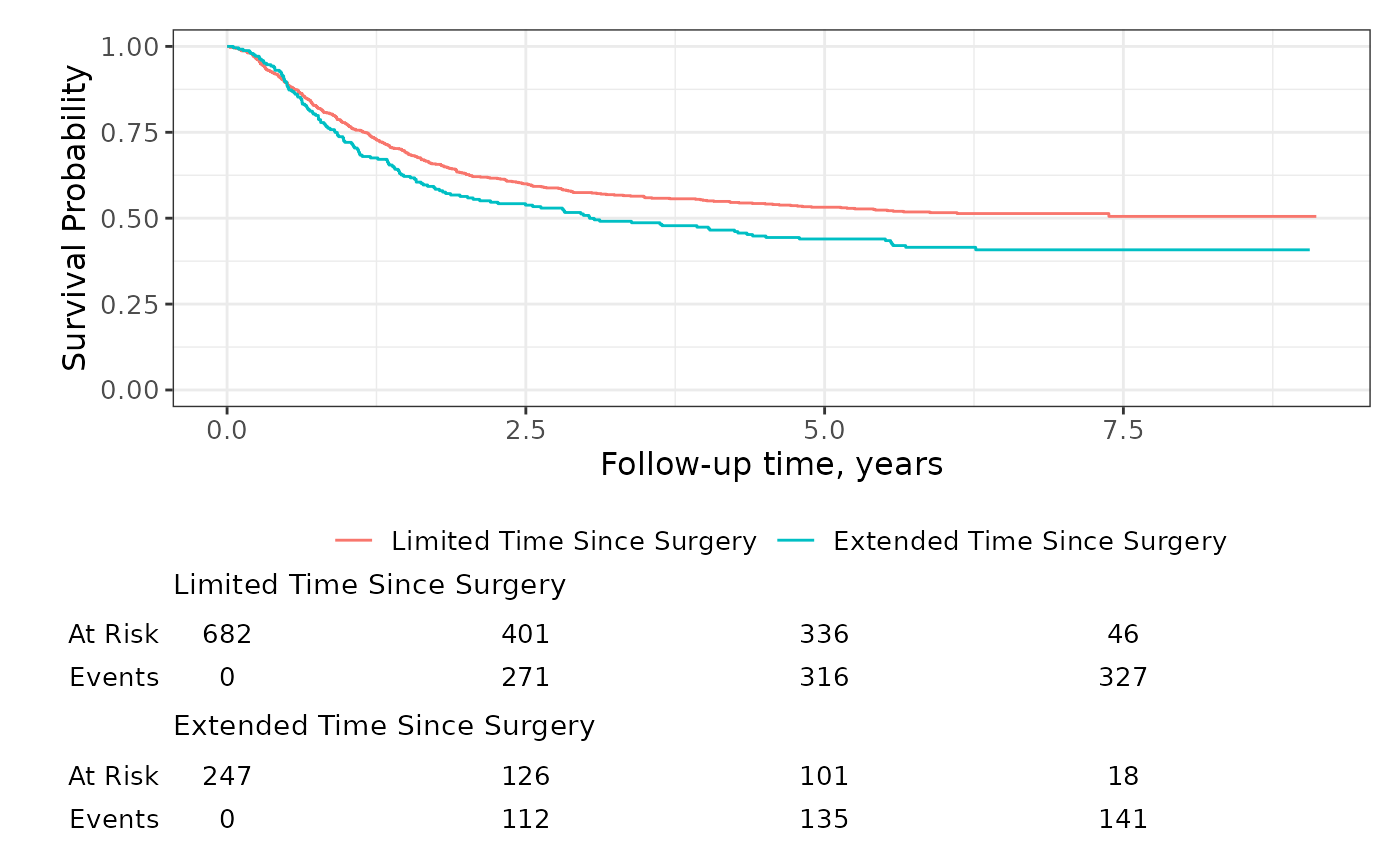 Survival Probability
1.00
0.75
0.50
0.25
0.00
0.0 2.5 5.0 7.5
Follow-up time, years
Limited Time Since Surgery Extended Time Since Surgery
Limited Time Since Surgery
At Risk 682 401 336 46
Events 0 271 316 327
Extended Time Since Surgery
At Risk 247 126 101 18
Events 0 112 135 141